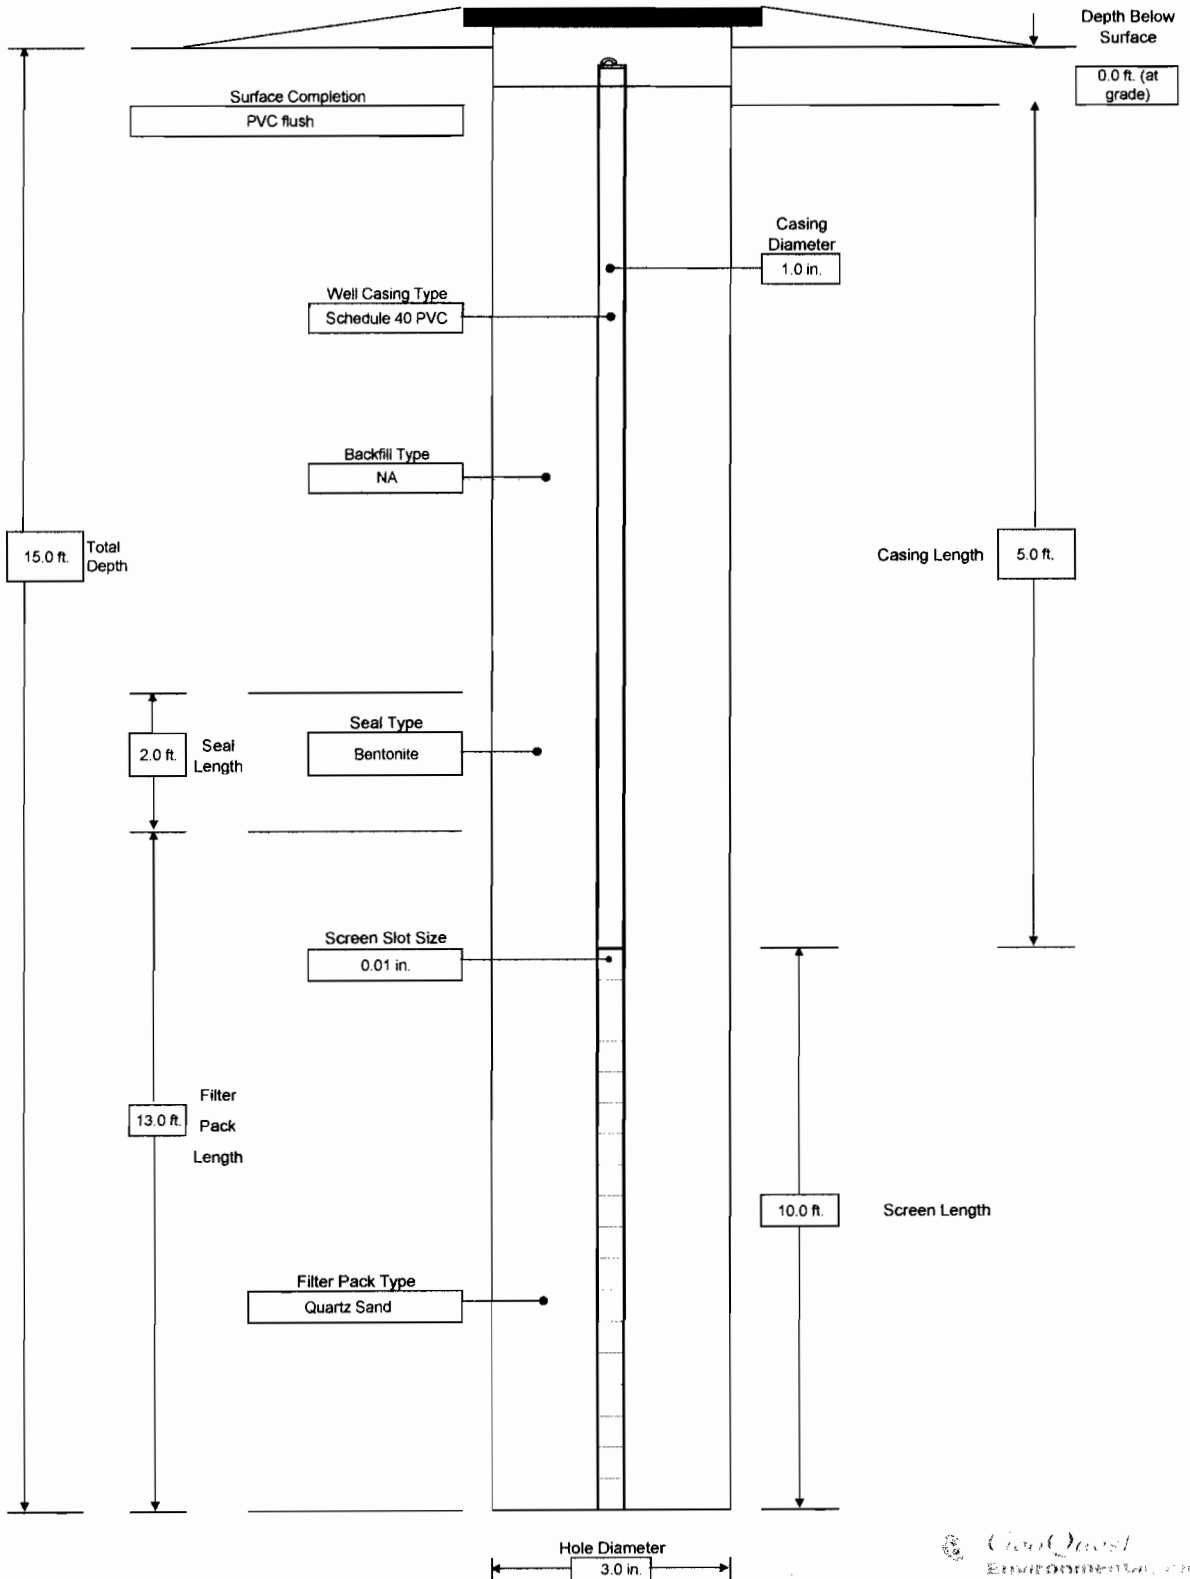 Depth Below
Surface
0.0 ft. (at
grade)
Surface Completion
PVC flush
Casing
Diameter
1.0 in.
Well Casing Type
Schedule 40 PVC
Backfill Type
NA
15.0 ft.
Total
Depth
Casing Length
5.0 ft.
Seal Type
Bentonite
2.0 ft.
Seal
Length
Screen Slot Size
0.01 in.
Filter
Pack
Length
13.0 ft.
10.0 ft.
Screen Length
Filter Pack Type
Quartz Sand
Hole Diameter
3.0 in.
GeoQuest
Environmental,